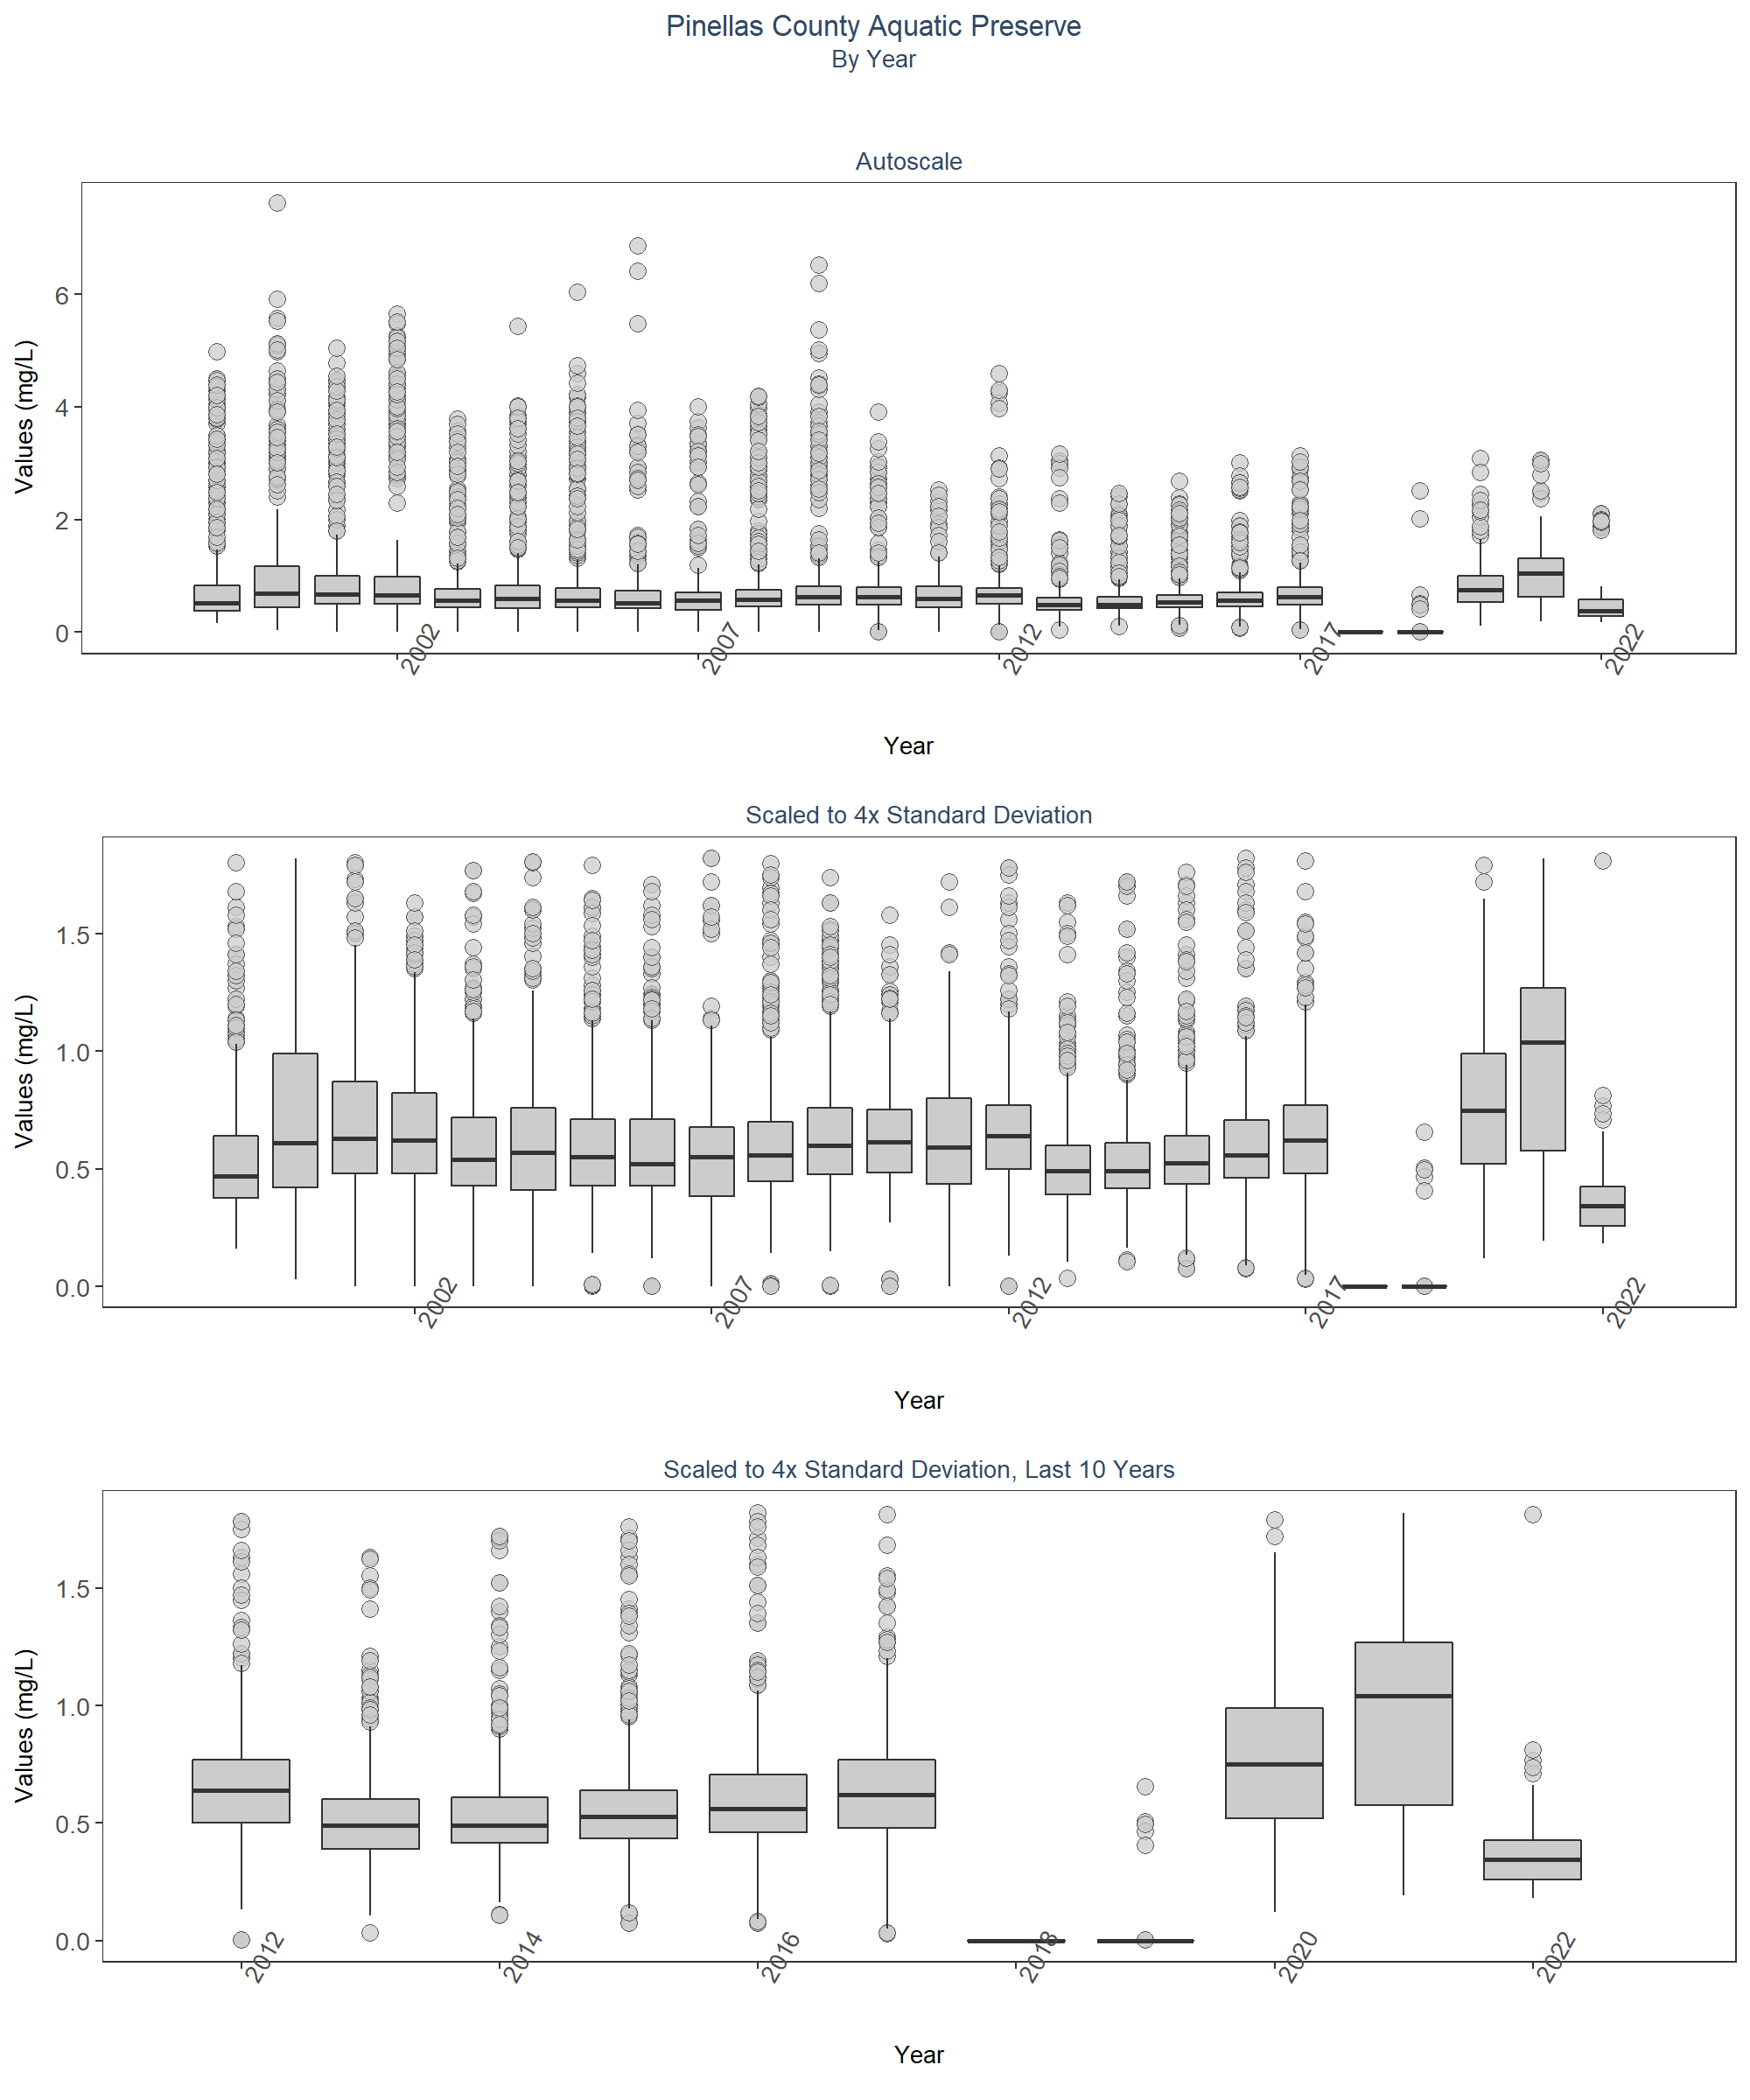 Pinellas County Aquatic Preserve
By Year
Autoscale
Values (mg/L)
6
4
2
0
2002
2007
2012
2017
2022
Year
Scaled to 4x Standard Deviation
Values (mg/L)
1.5
1.0
0.5
0.0
2002
2007
2012
2017
2022
Year
Scaled to 4x Standard Deviation, Last 10 Years
Values (mg/L)
1.5
1.0
0.5
0.0
2012
2014
2016
2018
2020
2022
Year